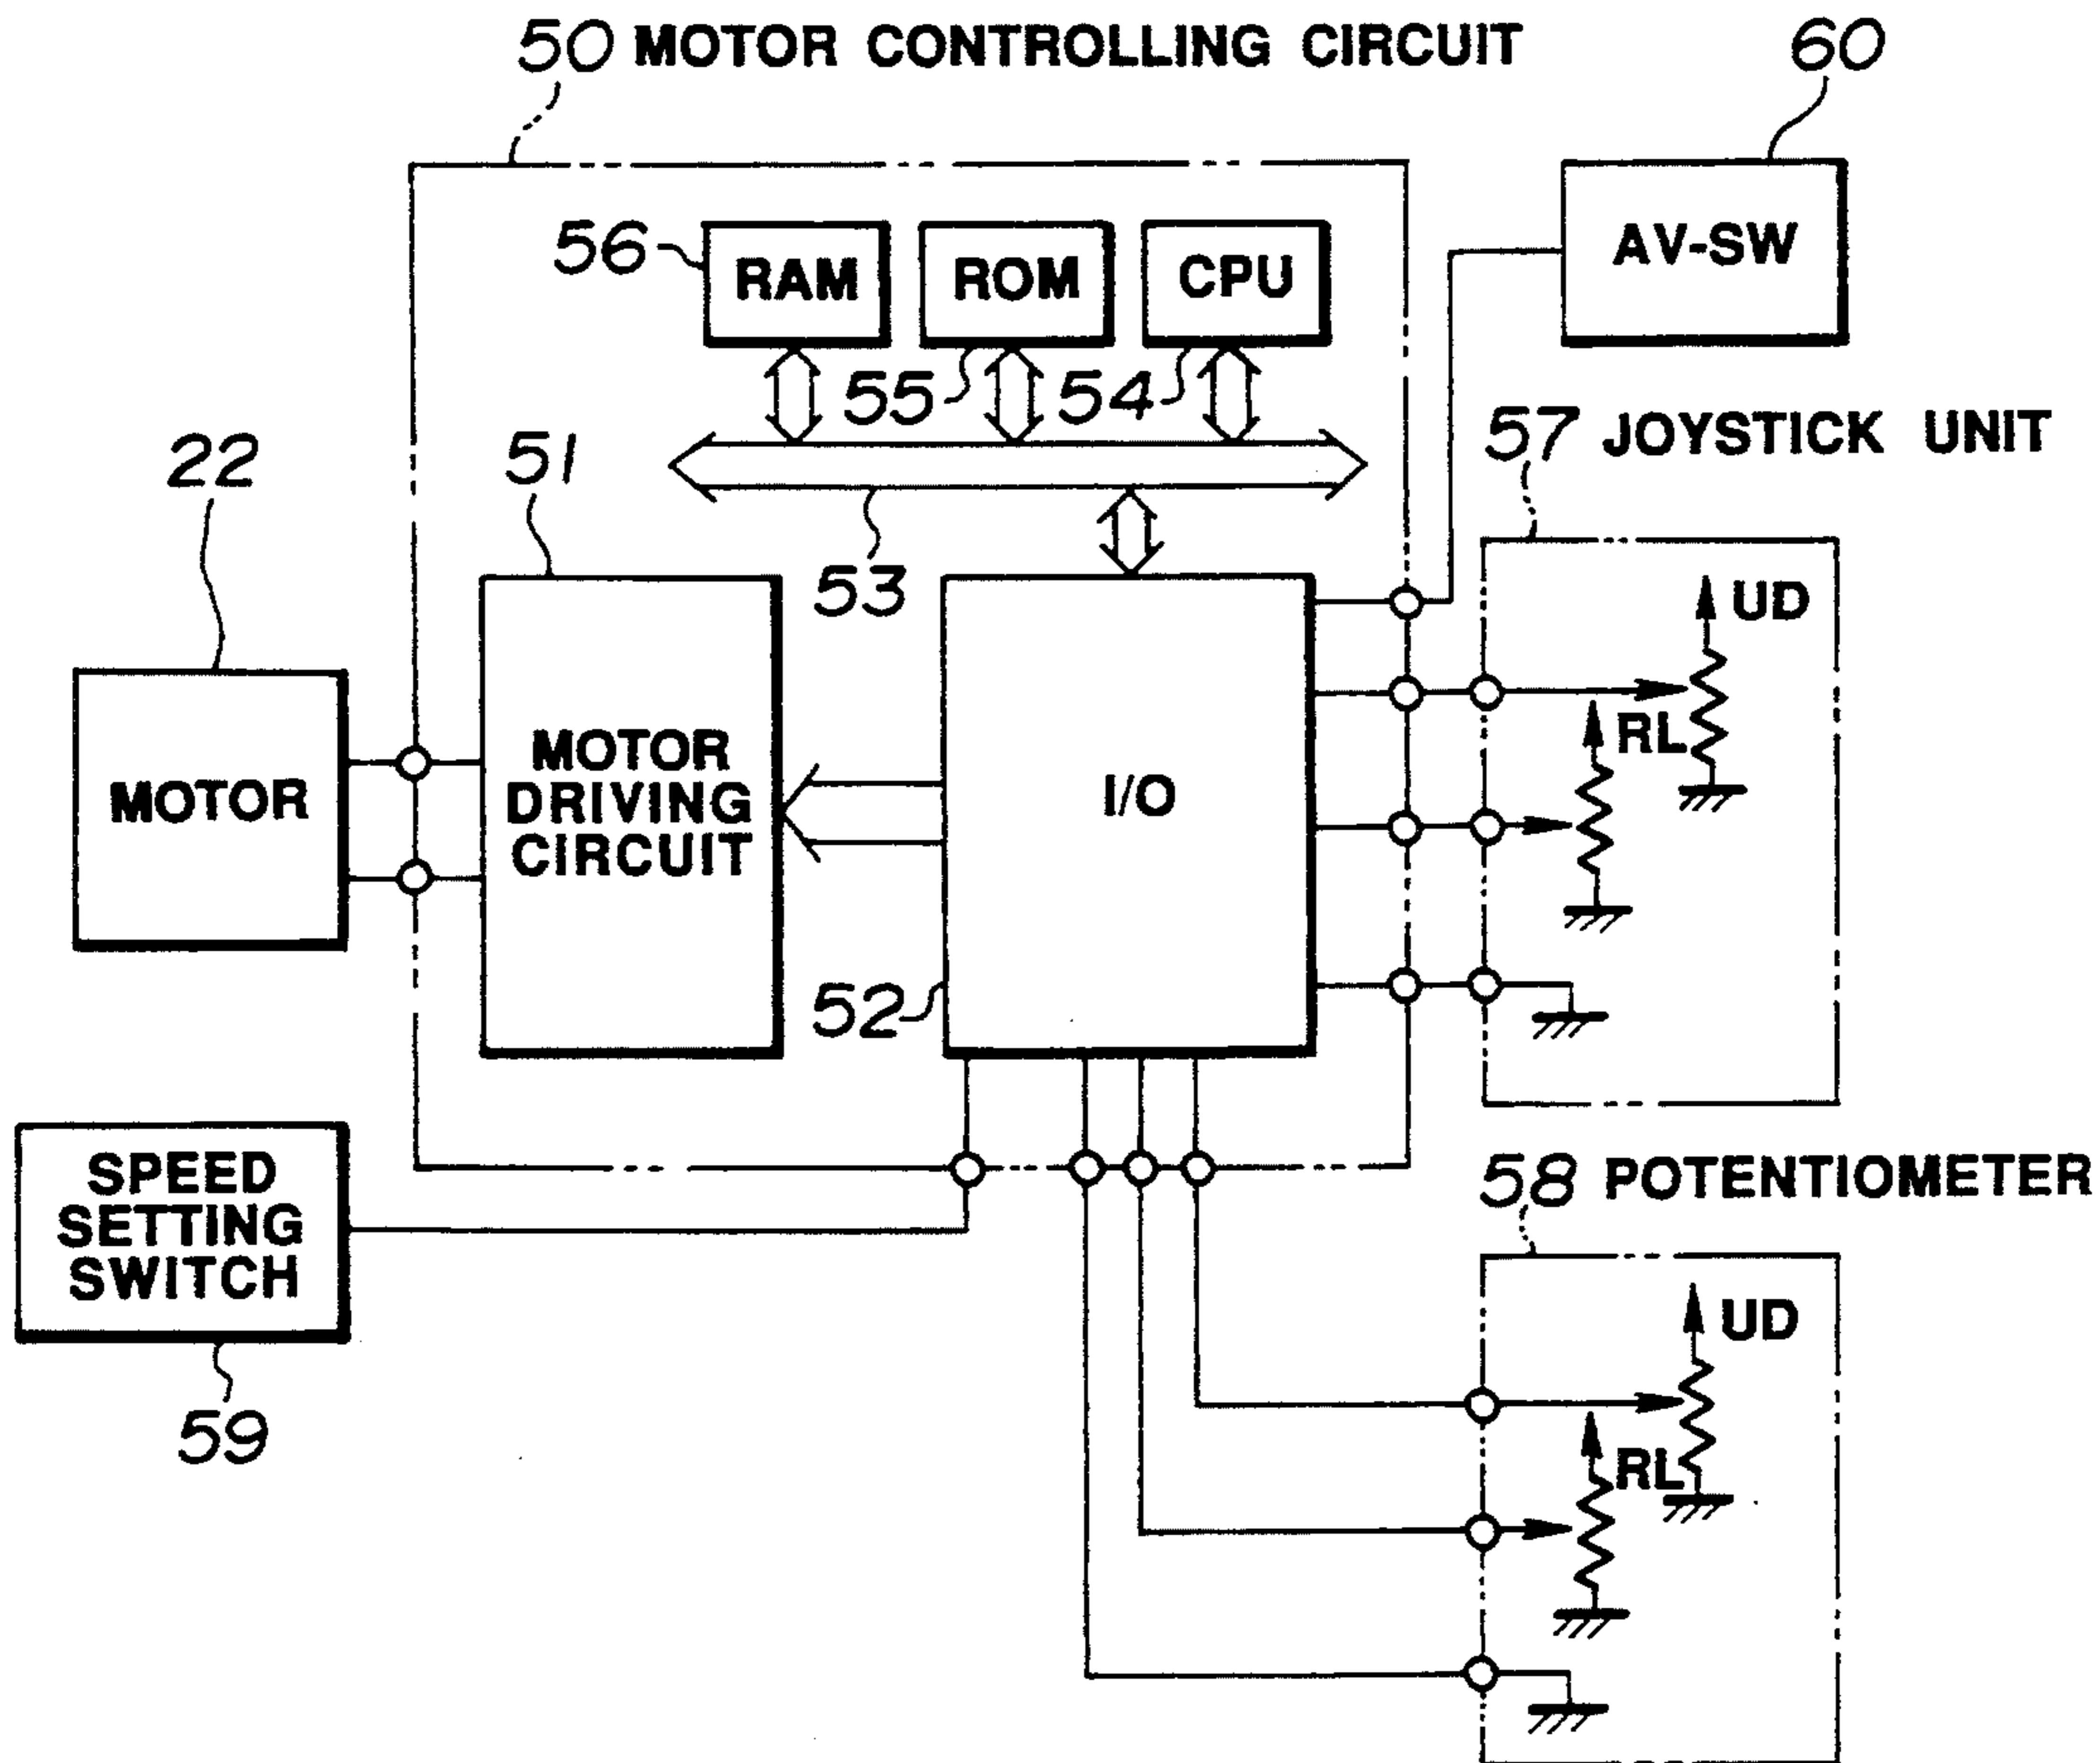 50 MOTOR CONTROLLING CIRCUIT
60
56
RAM
ROM
CPU
AV-SW
55
54
57 JOYSTICK UNIT
22
51
53
UD
RL
MOTOR
MOTOR
DRIVING
CIRCUIT
I/O
52
SPEED
SETTING
SWITCH
58 POTENTIOMETER
UD
59
RL